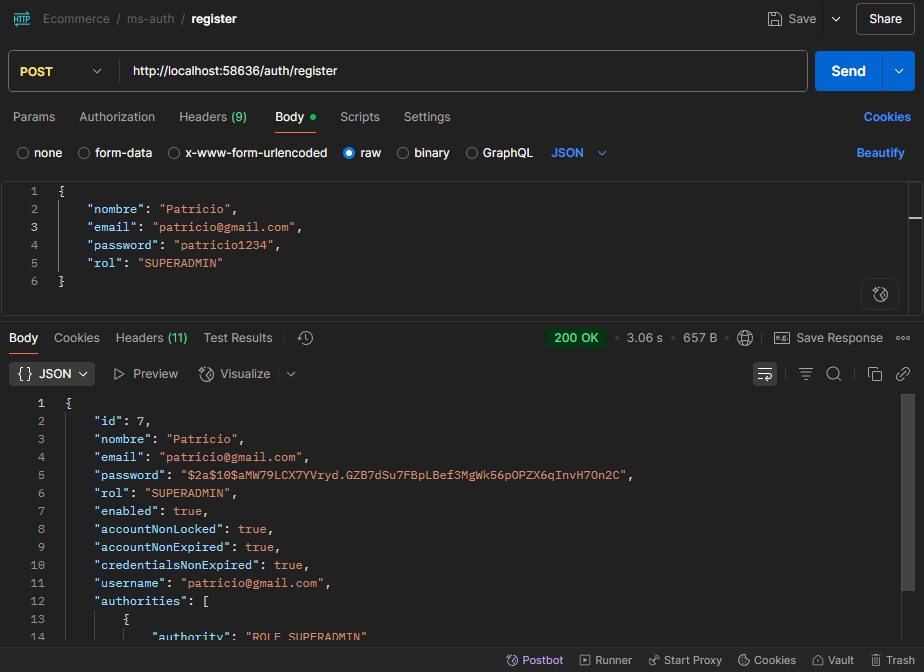 HTTP Ecommerce / ms-auth / register Save Share
POST http://localhost:58636/auth/register Send
Params Authorization Headers (9) Body Scripts Settings Cookies
none form-data x-www-form-urlencoded raw binary GraphQL JSON Beautify
1 {
2 "nombre": "Patricio",
3 "email": "patricio@gmail.com",
4 "password": "patricio1234",
5 "rol": "SUPERADMIN"
6 }
Body Cookies Headers (11) Test Results 200 OK • 3.06 s • 657 B e.g. Save Response
{} JSON Preview Visualize
1 {
2 "id": 7,
3 "nombre": "Patricio",
4 "email": "patricio@gmail.com",
5 "password": "$2a$10$aMW79LCX7YVryd.GZB7dSu7FBpLBef3MgWk56pOPZX6qInvH7On2C",
6 "rol": "SUPERADMIN",
7 "enabled": true,
8 "accountNonLocked": true,
9 "accountNonExpired": true,
10 "credentialsNonExpired": true,
11 "username": "patricio@gmail.com",
12 "authorities": [
13 {
14 "authority": "ROLE_SUPERADMIN"
Postbot Runner Start Proxy Cookies Vault Trash